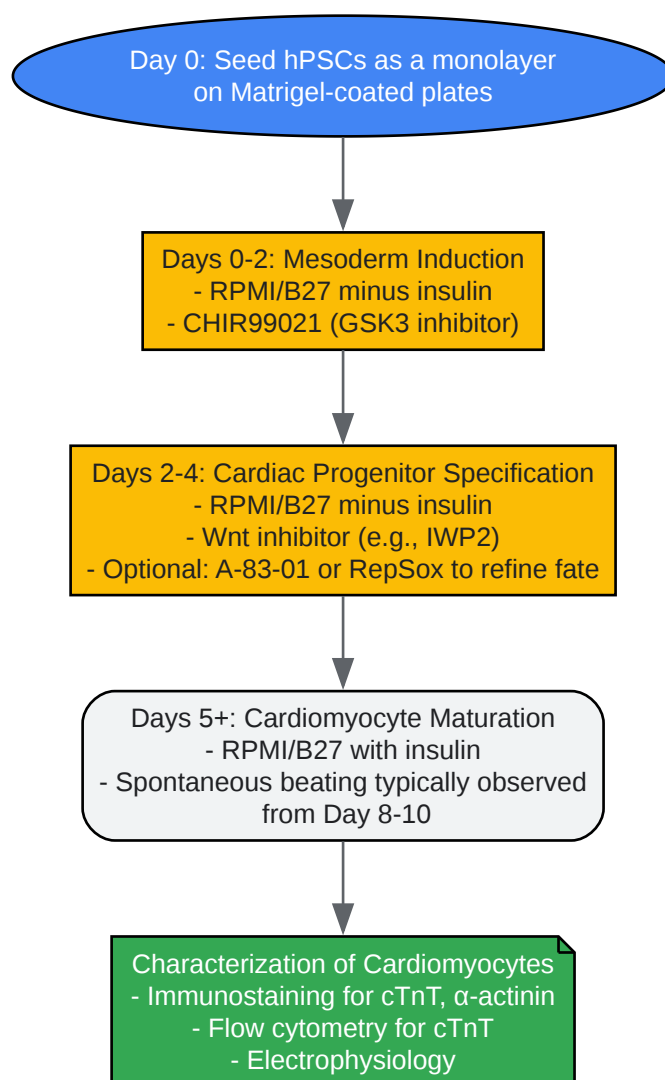 Day 0: Seed hPSCs as a monolayer
on Matrigel-coated plates
Days 0-2: Mesoderm Induction
- RPMI/B27 minus insulin
- CHIR99021 (GSK3 inhibitor)
Days 2-4: Cardiac Progenitor Specification
- RPMI/B27 minus insulin
- Wnt inhibitor (e.g., IWP2)
- Optional: A-83-01 or RepSox to refine fate
Days 5+: Cardiomyocyte Maturation
- RPMI/B27 with insulin
- Spontaneous beating typically observed
from Day 8-10
Characterization of Cardiomyocytes
- Immunostaining for cTnT, α-actinin
- Flow cytometry for cTnT
- Electrophysiology